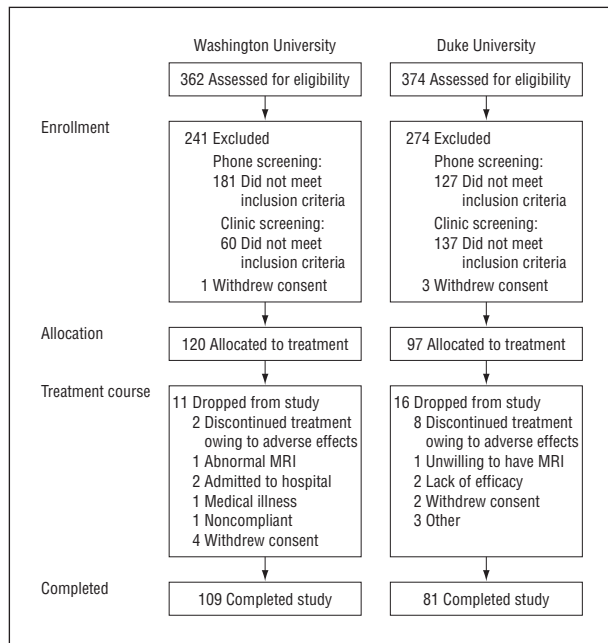 Washington University
Duke University
362 Assessed for eligibility
374 Assessed for eligibility
Enrollment
241 Excluded
Phone screening:
181 Did not meet
inclusion criteria
Clinic screening:
60 Did not meet
inclusion criteria
1 Withdrew consent
274 Excluded
Phone screening:
127 Did not meet
inclusion criteria
Clinic screening:
137 Did not meet
inclusion criteria
3 Withdrew consent
Allocation
120 Allocated to treatment
97 Allocated to treatment
Treatment course
11 Dropped from study
2 Discontinued treatment
owing to adverse effects
1 Abnormal MRI
2 Admitted to hospital
1 Medical illness
1 Noncompliant
4 Withdrew consent
16 Dropped from study
8 Discontinued treatment
owing to adverse effects
1 Unwilling to have MRI
2 Lack of efficacy
2 Withdrew consent
3 Other
Completed
109 Completed study
81 Completed study